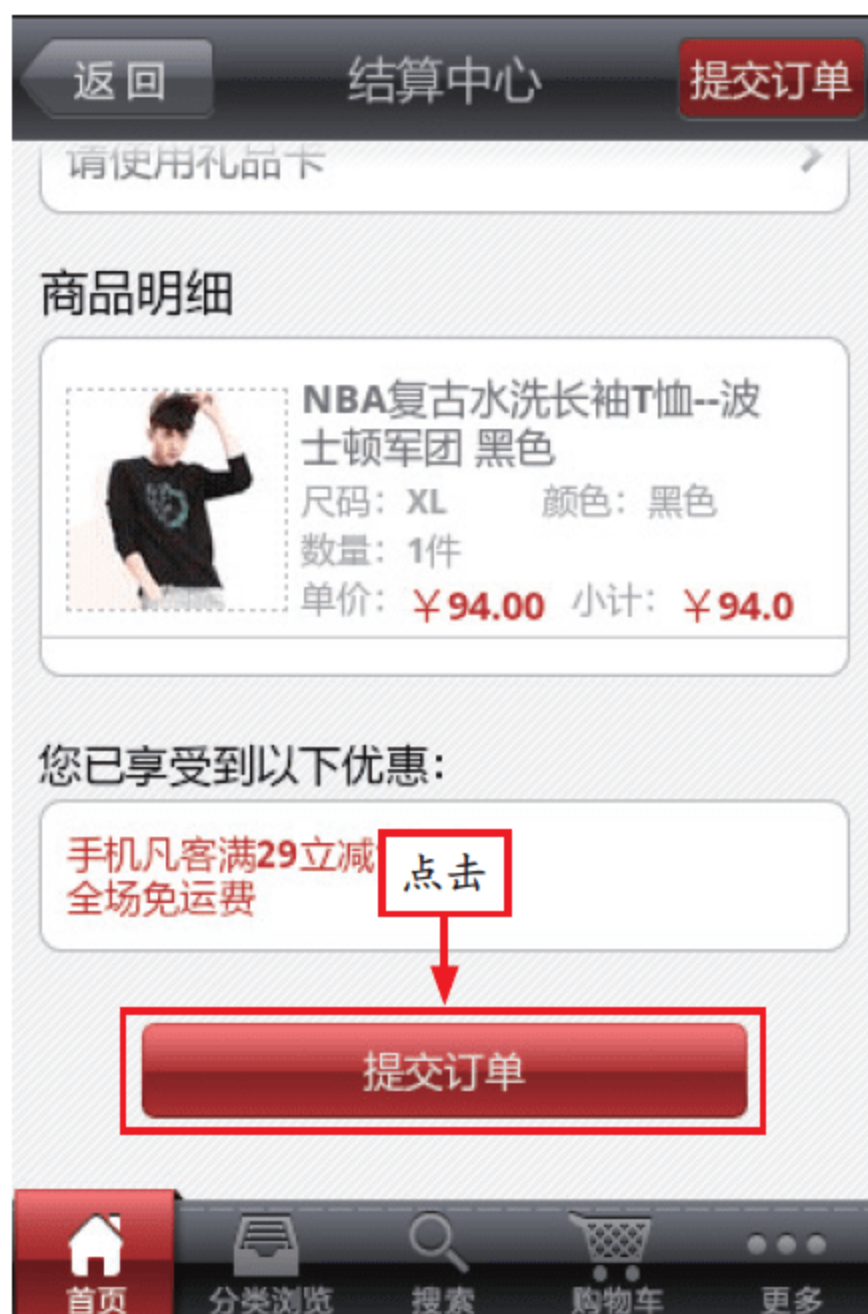 返回 结算中心 提交订单
请使用礼品卡
商品明细
NBA复古水洗长袖T恤--波
士顿军团 黑色
尺码：XL 颜色：黑色
数量：1件
单价：￥94.00 小计：￥94.0
您已享受到以下优惠：
手机凡客满29立减
全场免运费
点击
提交订单
首页 分类浏览 搜索 购物车 更多